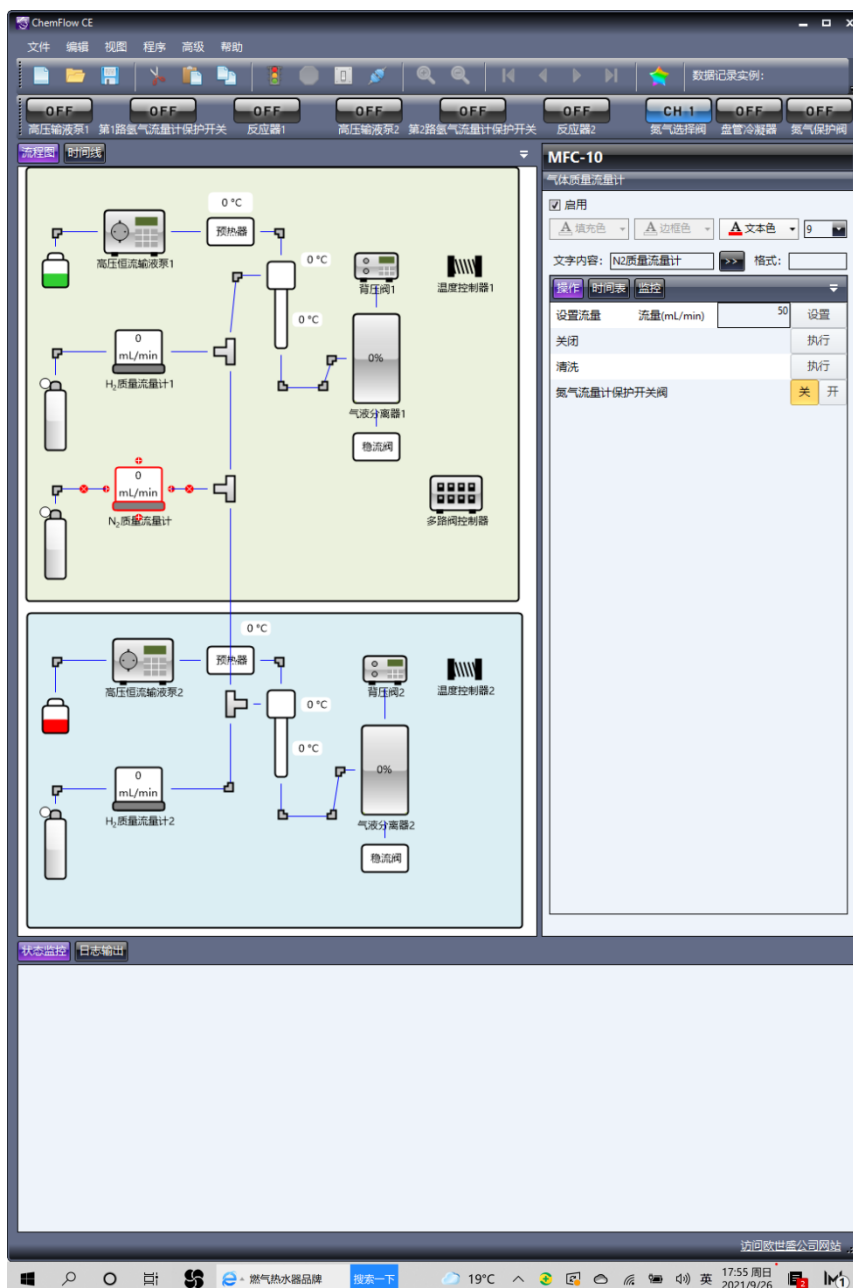 ChemFlow CE
文件 编辑 视图 程序 高级 帮助
数据记录实例:
OFF OFF OFF OFF OFF OFF CH-1 OFF OFF
高压输液泵1 第1路氢气流量计保护开关 反应器1 高压输液泵2 第2路氢气流量计保护开关 反应器2 氮气选择阀 盘管冷凝器 氮气保护阀
流程图 时间线
0 °C
预热器
高压恒流输液泵1
0 °C
背压阀1
温度控制器1
0 °C
0
mL/min
H₂质量流量计1
0%
气液分离器1
稳流阀
0
mL/min
N₂质量流量计
多路阀控制器
0 °C
预热器
高压恒流输液泵2
背压阀2
温度控制器2
0 °C
0 °C
0
mL/min
H₂质量流量计2
0%
气液分离器2
稳流阀
MFC-10
气体质量流量计
启用
A 填充色 A 边框色 A 文本色 9
文字内容: N2质量流量计 >> 格式:
操作 时间表 监控
设置流量 流量(mL/min) 50 设置
关闭 执行
清洗 执行
氮气流量计保护开关阀 关 开
状态监控 日志输出
访问欧世盛公司网站
燃气热水器品牌 搜索一下 19°C 英 17:55 周日
2021/9/26 2 1